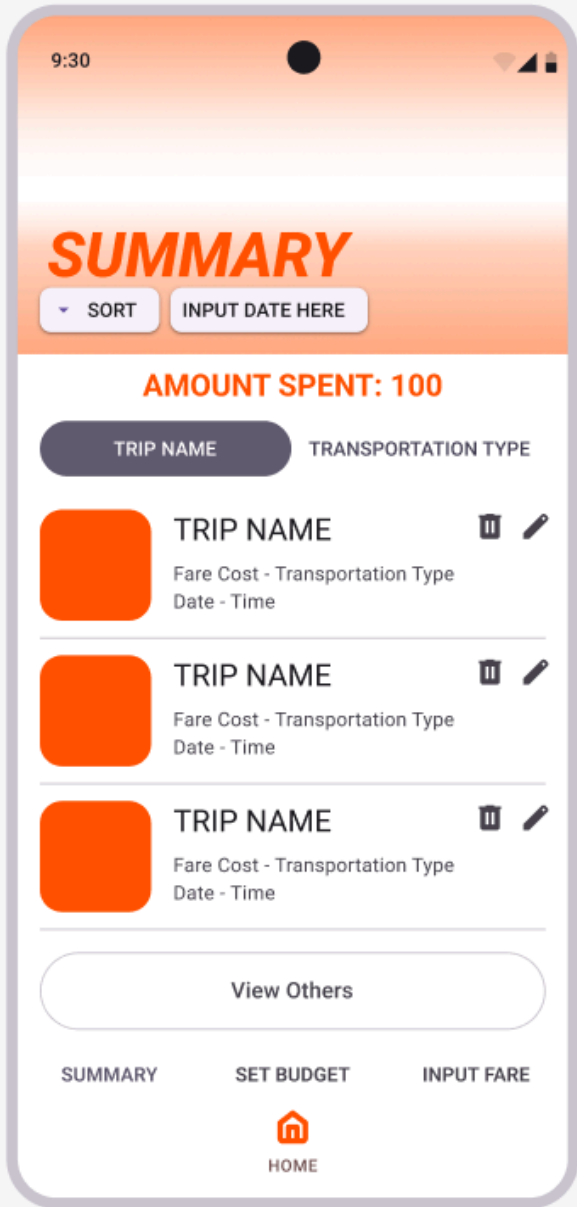 9:30
SUMMARY
SORT
INPUT DATE HERE
AMOUNT SPENT: 100
TRIP NAME
TRANSPORTATION TYPE
TRIP NAME
Fare Cost - Transportation Type
Date - Time
TRIP NAME
Fare Cost - Transportation Type
Date - Time
TRIP NAME
Fare Cost - Transportation Type
Date - Time
View Others
SUMMARY
SET BUDGET
INPUT FARE
HOME